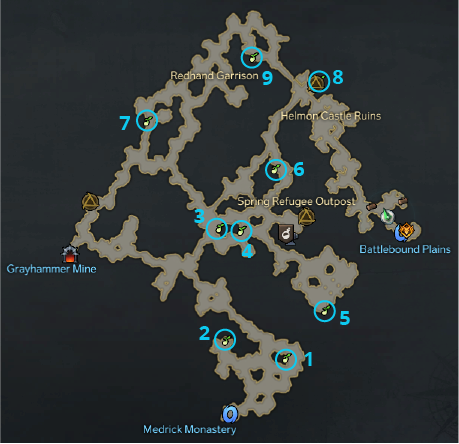 9
Redhand Garrison
8
Helmon Castle Ruins
7
6
Spring Refugee Outpost
3
4
Battlebound Plains
Grayhammer Mine
5
2
1
Medrick Monastery